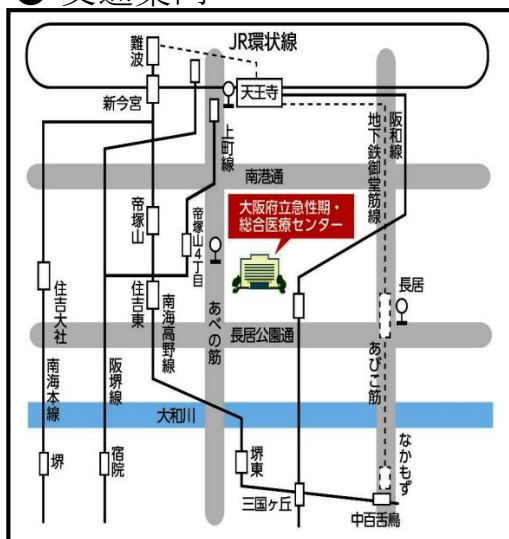 ● 交通案内
JR環状線
難波
天王寺
新今宮
上町線
地下鉄御堂筋線
阪和線
南港通
大阪府立急性期・
総合医療センター
帝塚山
帝塚山4丁目
住吉大社
住吉東
長居
南海高野線
あべの筋
長居公園通
南海本線
阪堺線
あびこ筋
大和川
堺
宿院
堺東
なかもず
三国ヶ丘
中百舌鳥